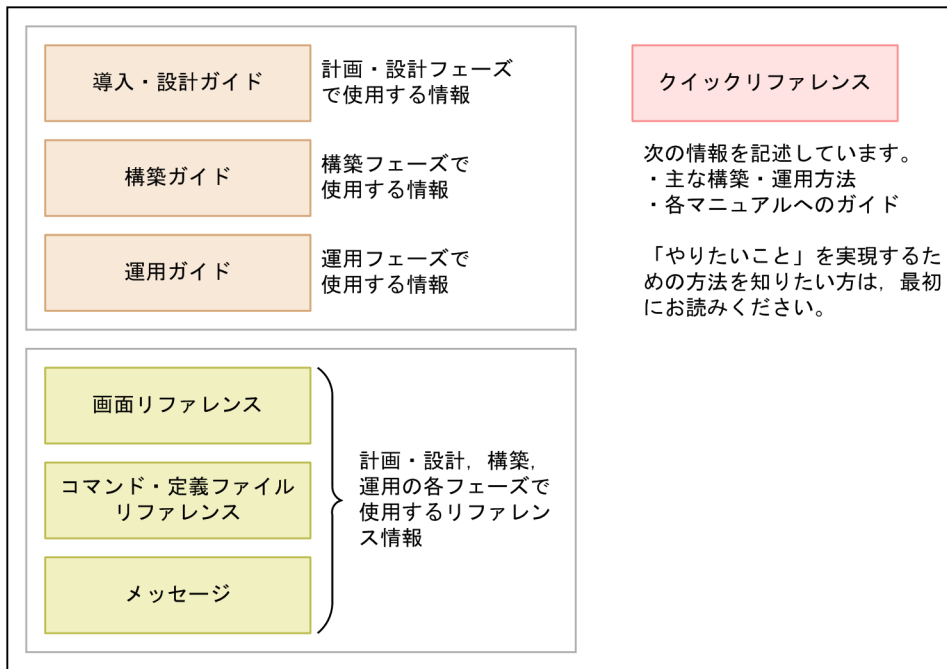 導入・設計ガイド
計画・設計フェーズ
で使用する情報
構築ガイド
構築フェーズで
使用する情報
運用ガイド
運用フェーズで
使用する情報
クイックリファレンス
次の情報を記述しています。
・主な構築・運用方法
・各マニュアルへのガイド
「やりたいこと」を実現するた
めの方法を知りたい方は，最初
にお読みください。
画面リファレンス
コマンド・定義ファイル
リファレンス
メッセージ
計画・設計，構築，
運用の各フェーズで
使用するリファレン
ス情報